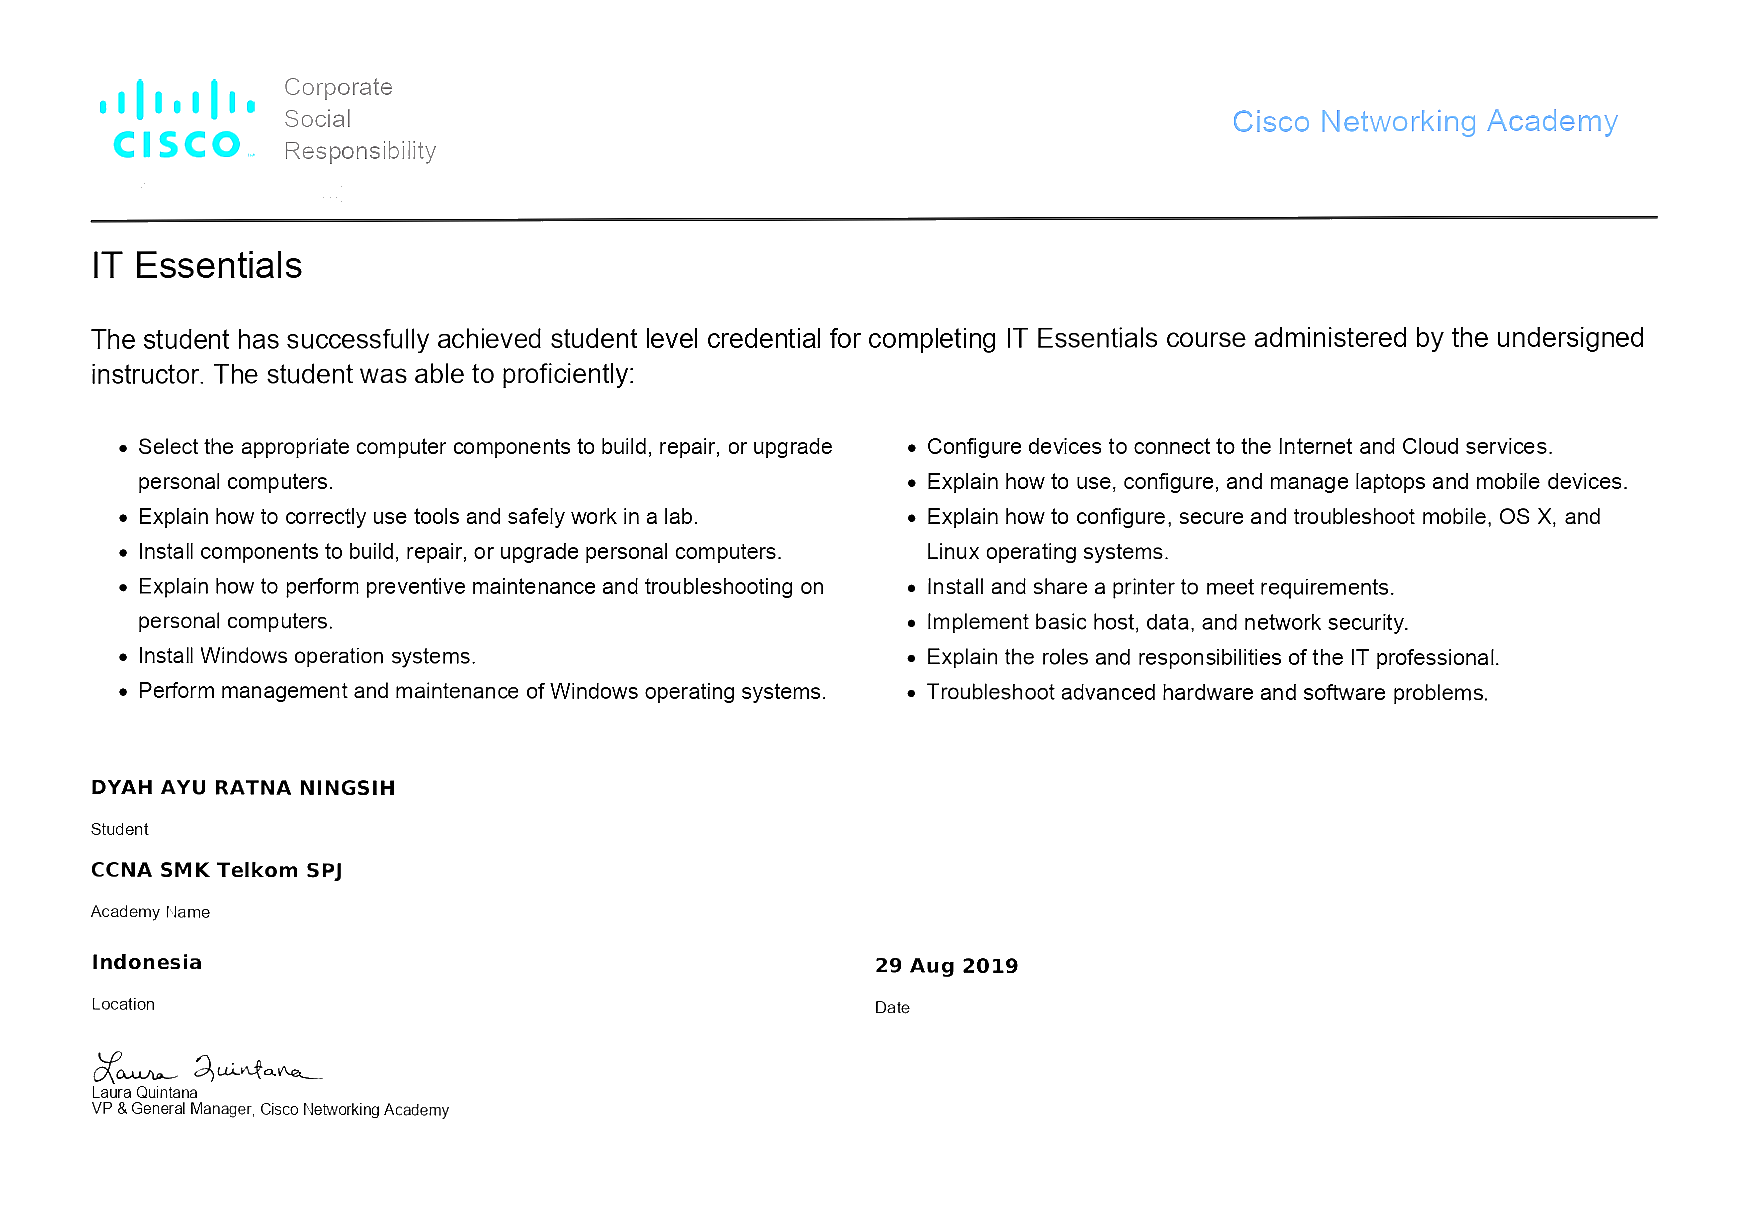 CISCO
Corporate
Social
Responsibility
Cisco Networking Academy
IT Essentials
The student has successfully achieved student level credential for completing IT Essentials course administered by the undersigned
instructor. The student was able to proficiently:
• Select the appropriate computer components to build, repair, or upgrade
personal computers.
• Explain how to correctly use tools and safely work in a lab.
• Install components to build, repair, or upgrade personal computers.
• Explain how to perform preventive maintenance and troubleshooting on
personal computers.
• Install Windows operation systems.
• Perform management and maintenance of Windows operating systems.
• Configure devices to connect to the Internet and Cloud services.
• Explain how to use, configure, and manage laptops and mobile devices.
• Explain how to configure, secure and troubleshoot mobile, OS X, and
Linux operating systems.
• Install and share a printer to meet requirements.
• Implement basic host, data, and network security.
• Explain the roles and responsibilities of the IT professional.
• Troubleshoot advanced hardware and software problems.
DYAH AYU RATNA NINGSIH
Student
CCNA SMK Telkom SPJ
Academy Name
Indonesia
Location
29 Aug 2019
Date
Laura Quintana
Laura Quintana
VP & General Manager, Cisco Networking Academy